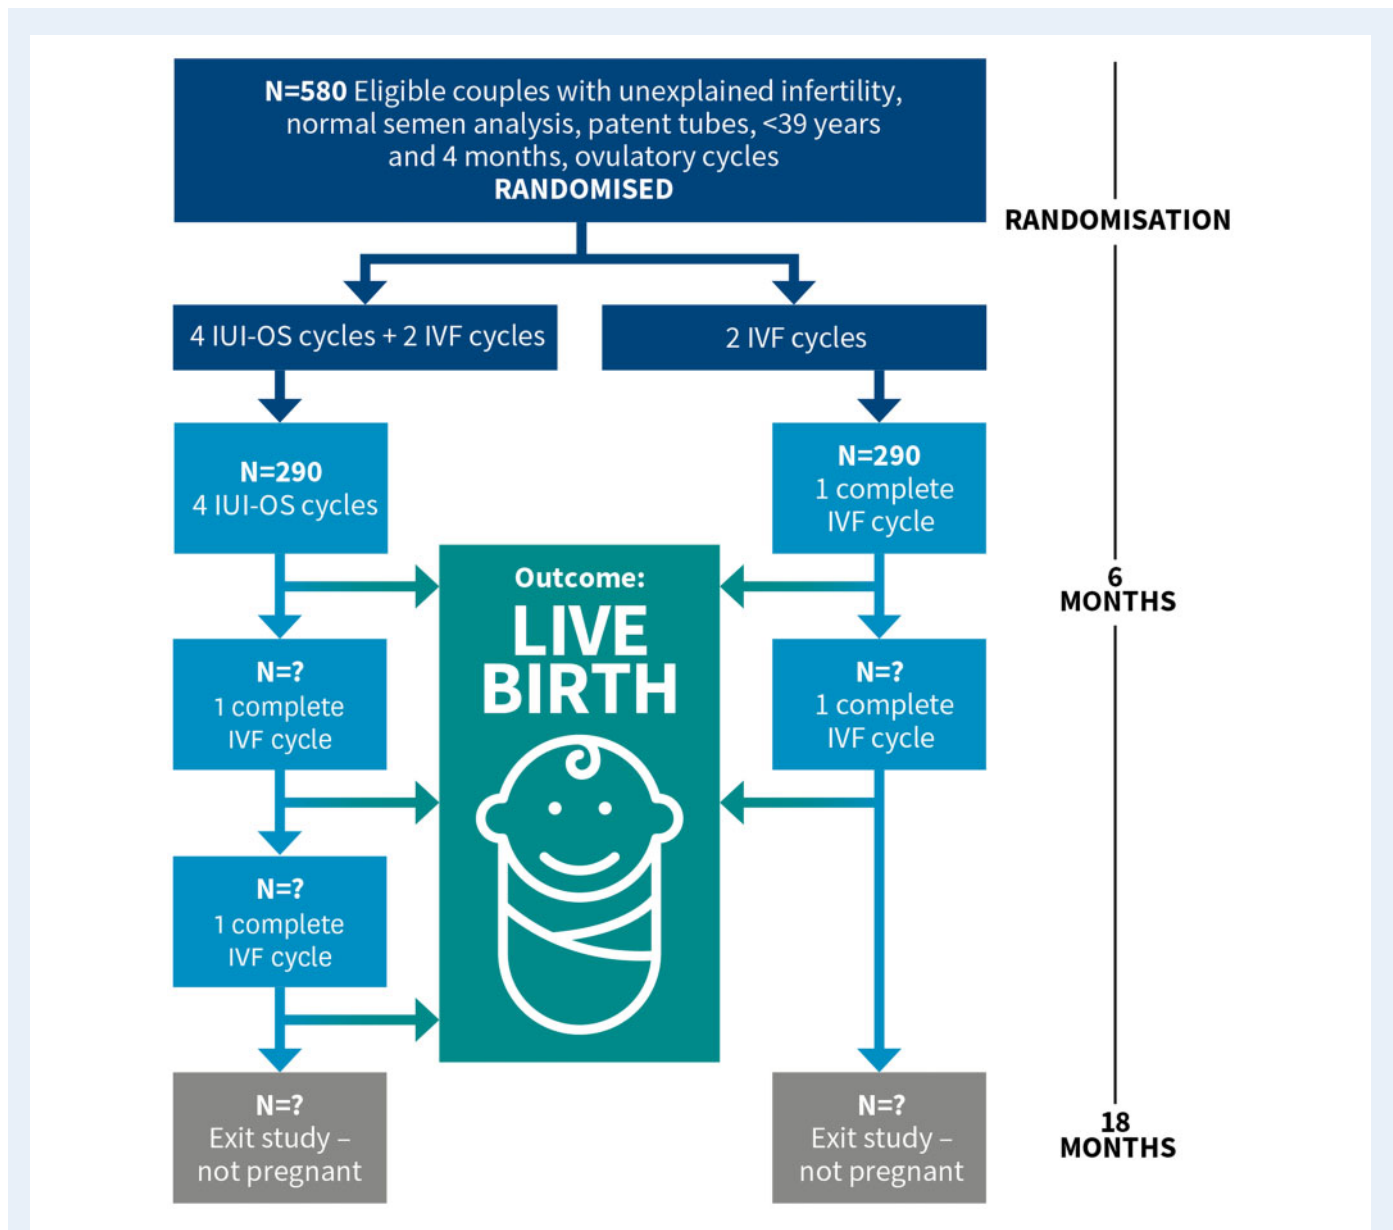 N=580 Eligible couples with unexplained infertility,
normal semen analysis, patent tubes, <39 years
and 4 months, ovulatory cycles
RANDOMISED
RANDOMISATION
4 IUI-OS cycles + 2 IVF cycles
2 IVF cycles
N=290
4 IUI-OS cycles
N=290
1 complete
IVF cycle
Outcome:
LIVE
BIRTH
6
MONTHS
N=?
1 complete
IVF cycle
N=?
1 complete
IVF cycle
N=?
1 complete
IVF cycle
N=?
Exit study –
not pregnant
N=?
Exit study –
not pregnant
18
MONTHS